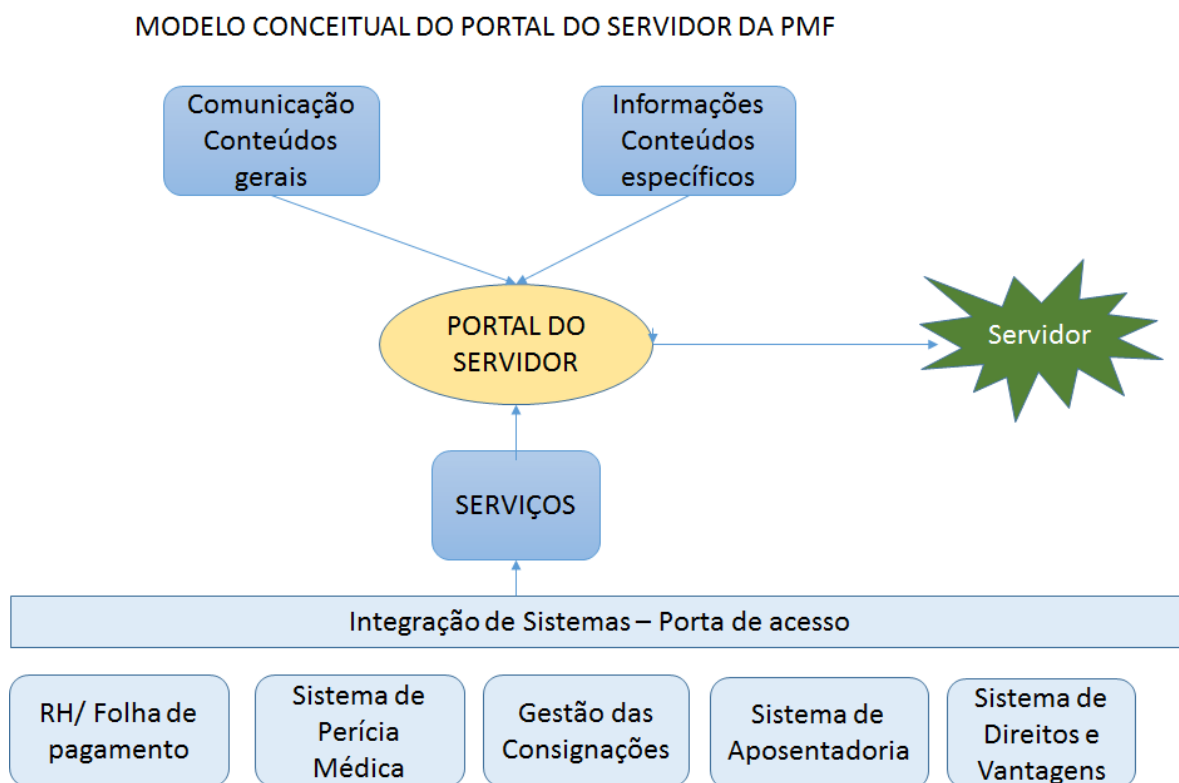 MODELO CONCEITUAL DO PORTAL DO SERVIDOR DA PMF
Comunicação
Conteúdos
gerais
Informações
Conteúdos
específicos
PORTAL DO
SERVIDOR
Servidor
SERVIÇOS
Integração de Sistemas – Porta de acesso
RH/ Folha de
pagamento
Sistema de
Perícia
Médica
Gestão das
Consignações
Sistema de
Aposentadoria
Sistema de
Direitos e
Vantagens